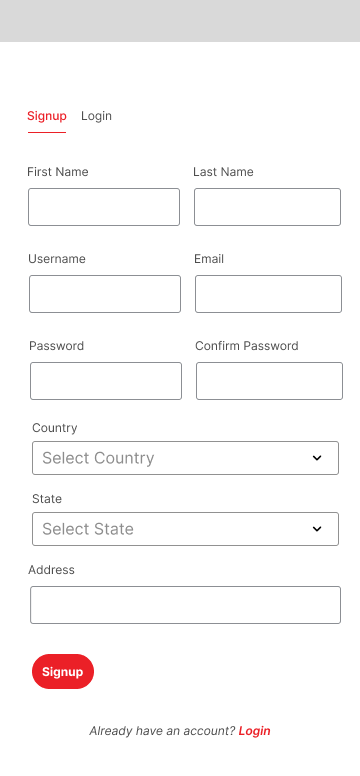 Signup Login
First Name Last Name
Username Email
Password Confirm Password
Country
Select Country
State
Select State
Address
Signup
Already have an account? Login